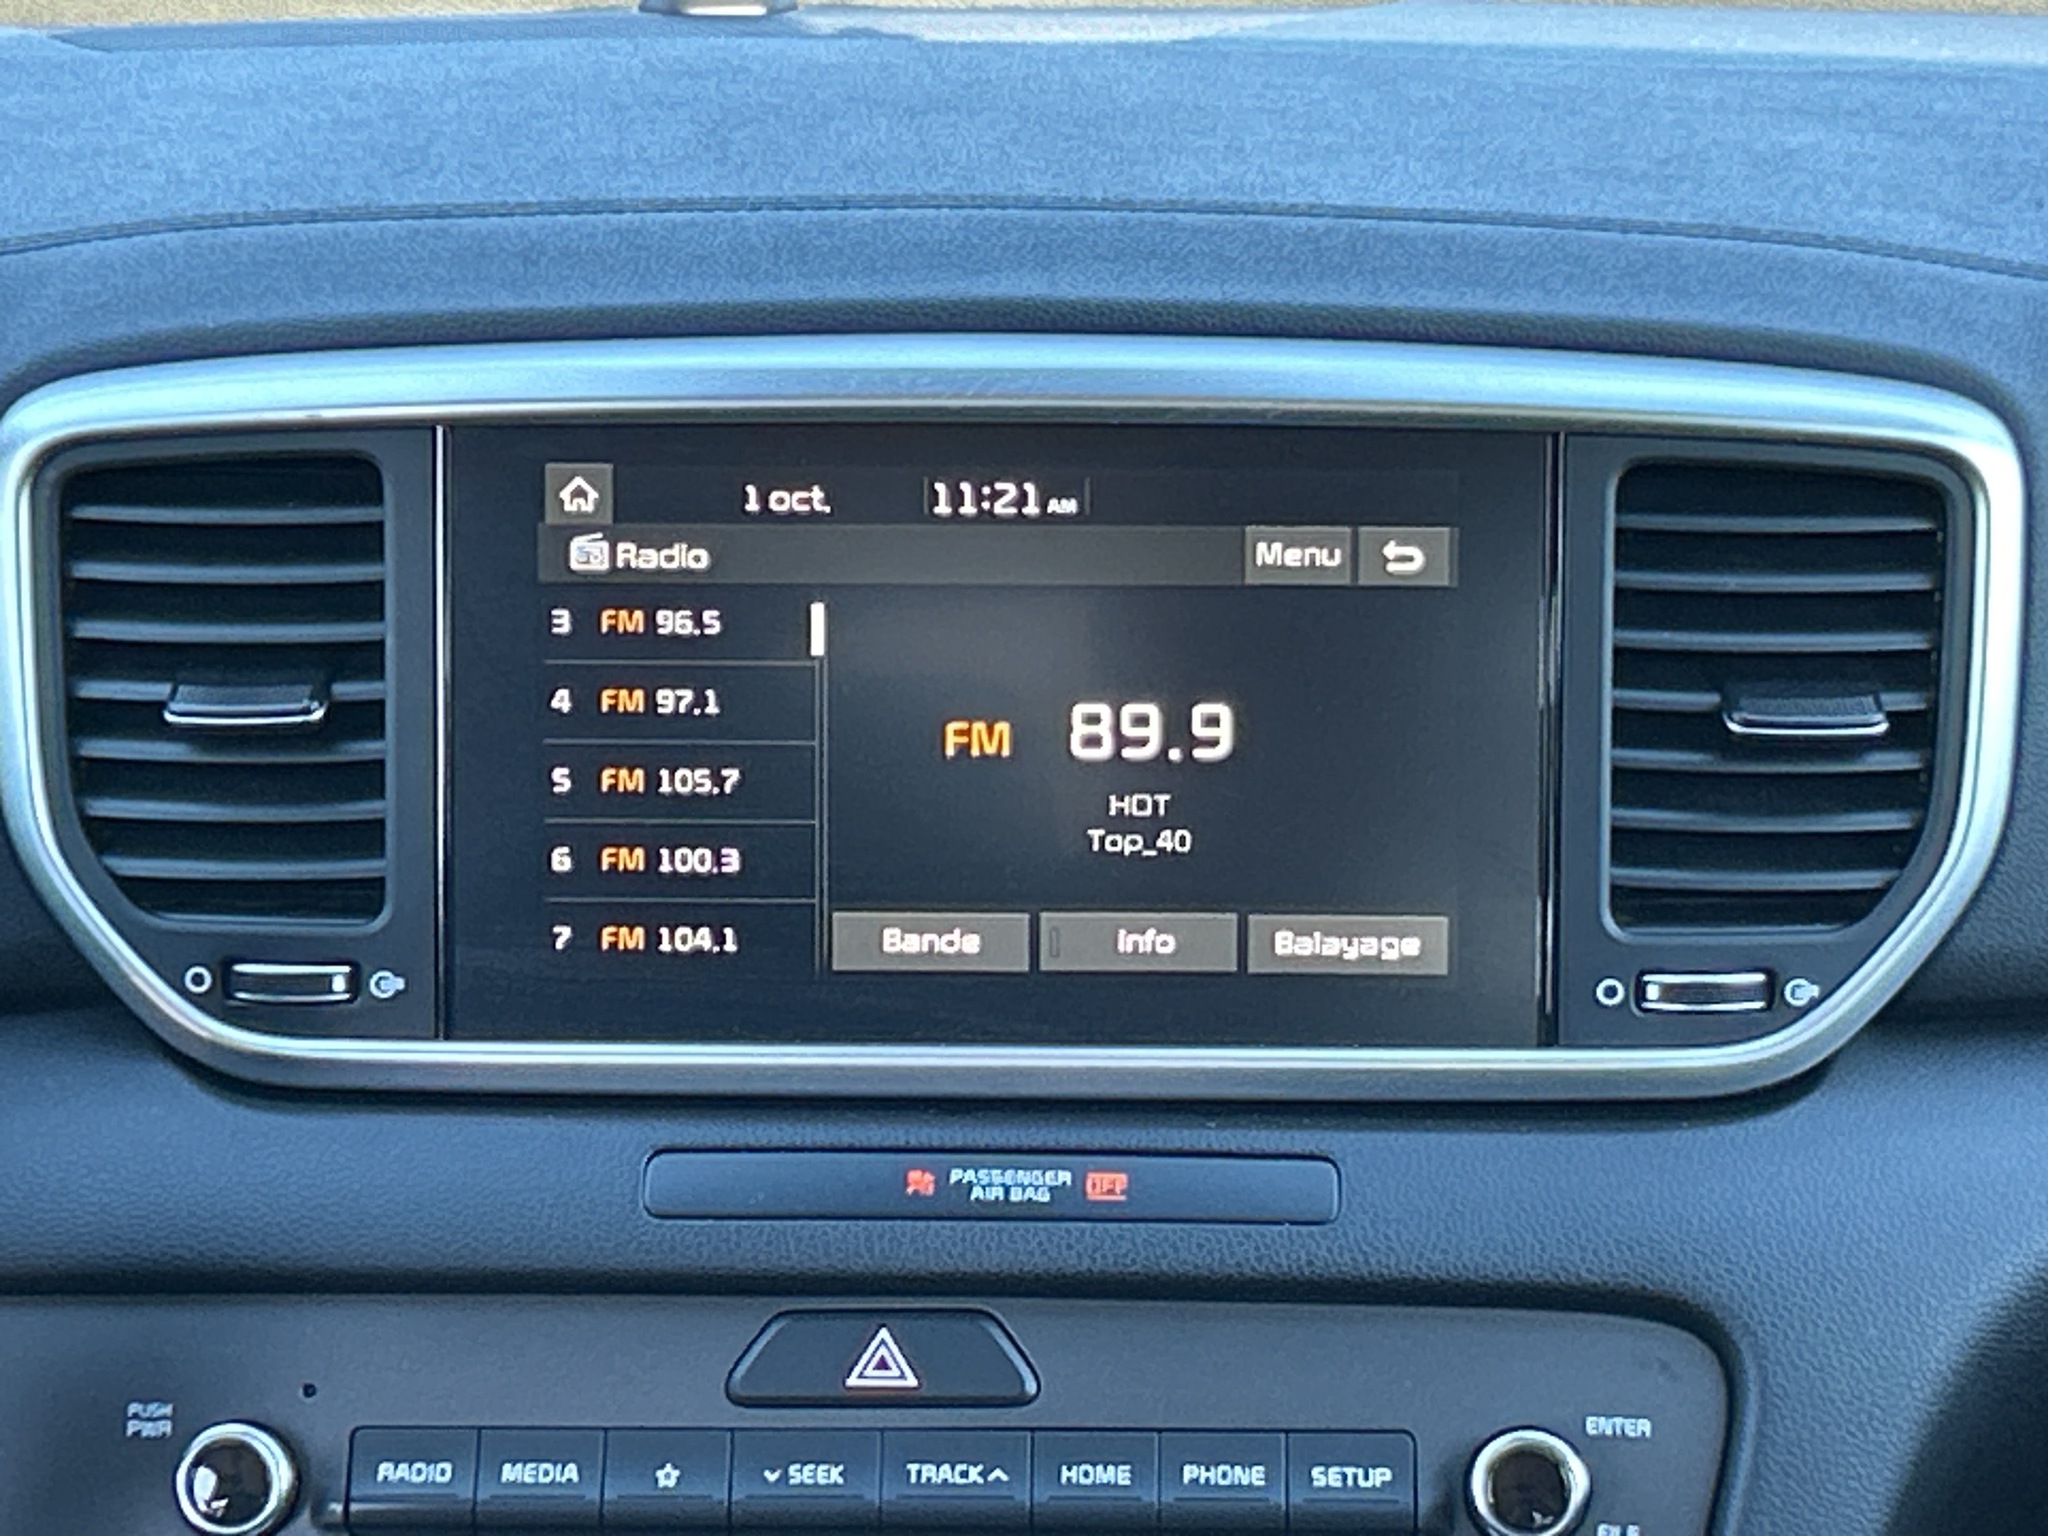 1 oct. 11:21 AM
Radio Menu
3 FM 96.5
4 FM 97.1
5 FM 105.7
6 FM 100.3
7 FM 104.1
FM 89.9
HOT
Top_40
Bande Info Balayage
PASSENGER
AIR BAG
OFF
PUSH
PWR
RADIO MEDIA SEEK TRACK HOME PHONE SETUP
ENTER